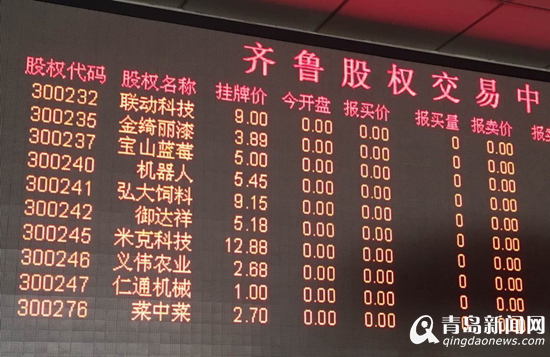 齐鲁股权交易中
股权代码 股权名称 挂牌价 今开盘 报买价 报买量 报卖价 报
300232 联动科技 9.00 0.00 0.00 0 0.00
300235 金绮丽漆 3.89 0.00 0.00 0 0.00
300237 宝山蓝莓 5.00 0.00 0.00 0 0.00
300240 机器人 5.45 0.00 0.00 0 0.00
300241 弘大饲料 9.15 0.00 0.00 0 0.00
300242 御达祥 5.18 0.00 0.00 0 0.00
300245 米克科技 12.88 0.00 0.00 0 0.00
300246 义伟农业 2.68 0.00 0.00 0 0.00
300247 仁通机械 1.00 0.00 0.00 0 0.00
300276 菜中菜 2.70 0.00 0.00 0 0.00
青岛新闻网
qingdaonews.com